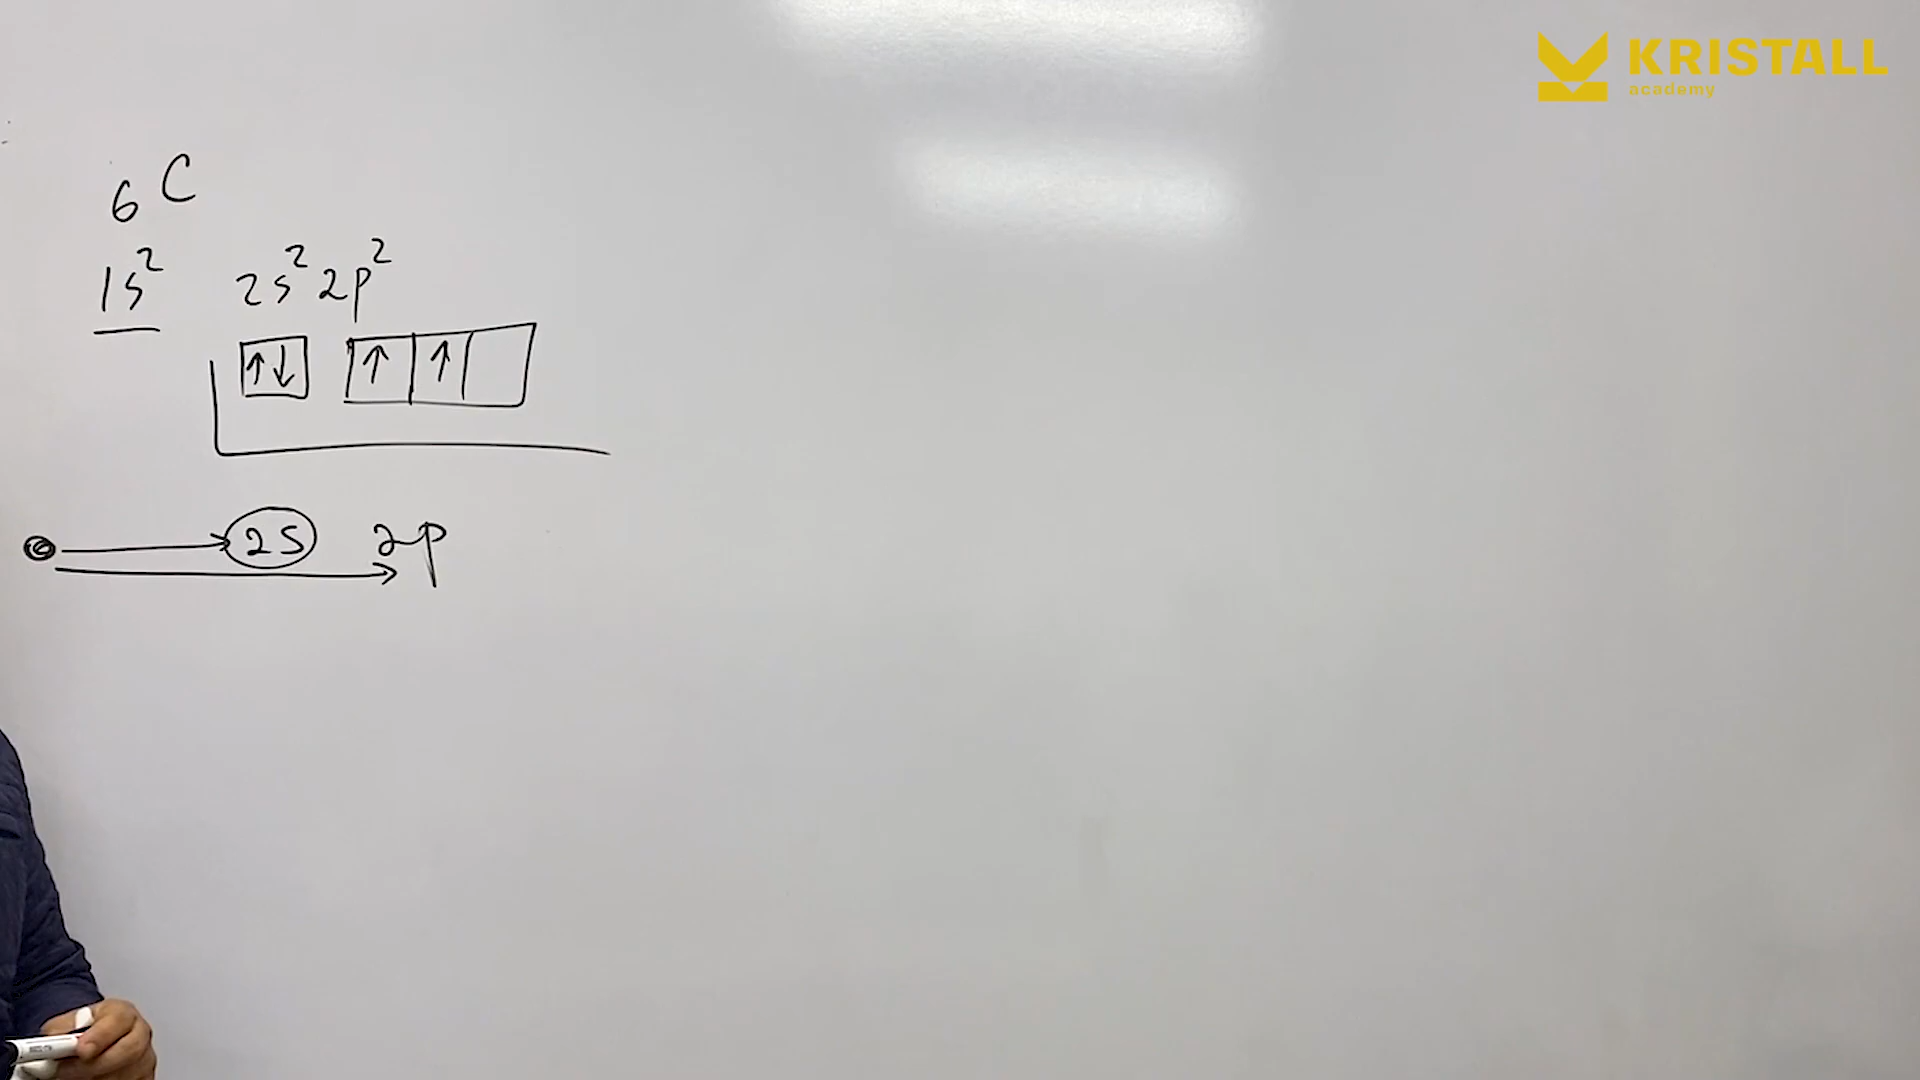 KRISTALL
academy
₆C
1s² 2s² 2p²
↑↓ ↑ ↑
2s 2p